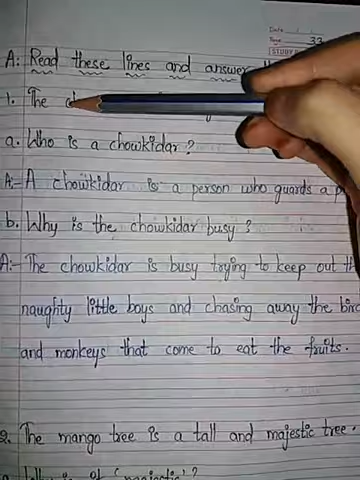 Date
Page 33
STUDY
A: Read these lines and answer
1. The
a. Who is a chowkidar?
A:- A chowkidar is a person who guards a
b. Why is the chowkidar busy?
A:- The chowkidar is busy trying to keep out the
naughty little boys and chasing away the
and monkeys that come to eat the fruits.
2. The mango tree is a tall and majestic tree.